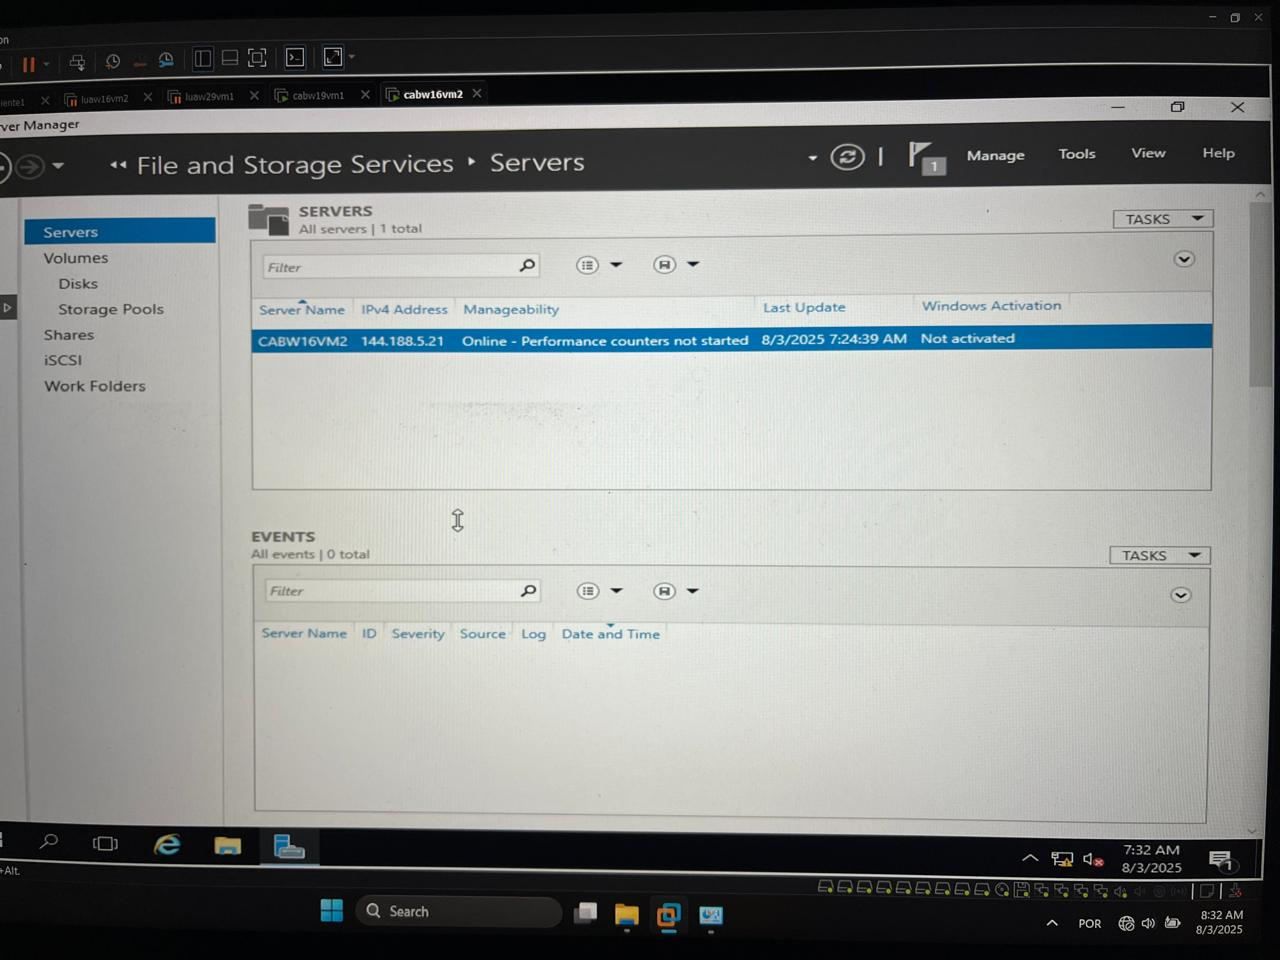 on
iente1
luaw16vm2
luaw29vm1
cabw19vm1
cabw16vm2
ver Manager
File and Storage Services
Servers
1
Manage
Tools
View
Help
Servers
Volumes
Disks
Storage Pools
Shares
iSCSI
Work Folders
SERVERS
All servers | 1 total
TASKS
Filter
Server Name IPv4 Address Manageability Last Update Windows Activation
CABW16VM2 144.188.5.21 Online - Performance counters not started 8/3/2025 7:24:39 AM Not activated
EVENTS
All events | 0 total
TASKS
Filter
Server Name ID Severity Source Log Date and Time
7:32 AM
8/3/2025
1
+Alt.
Search
POR
8:32 AM
8/3/2025